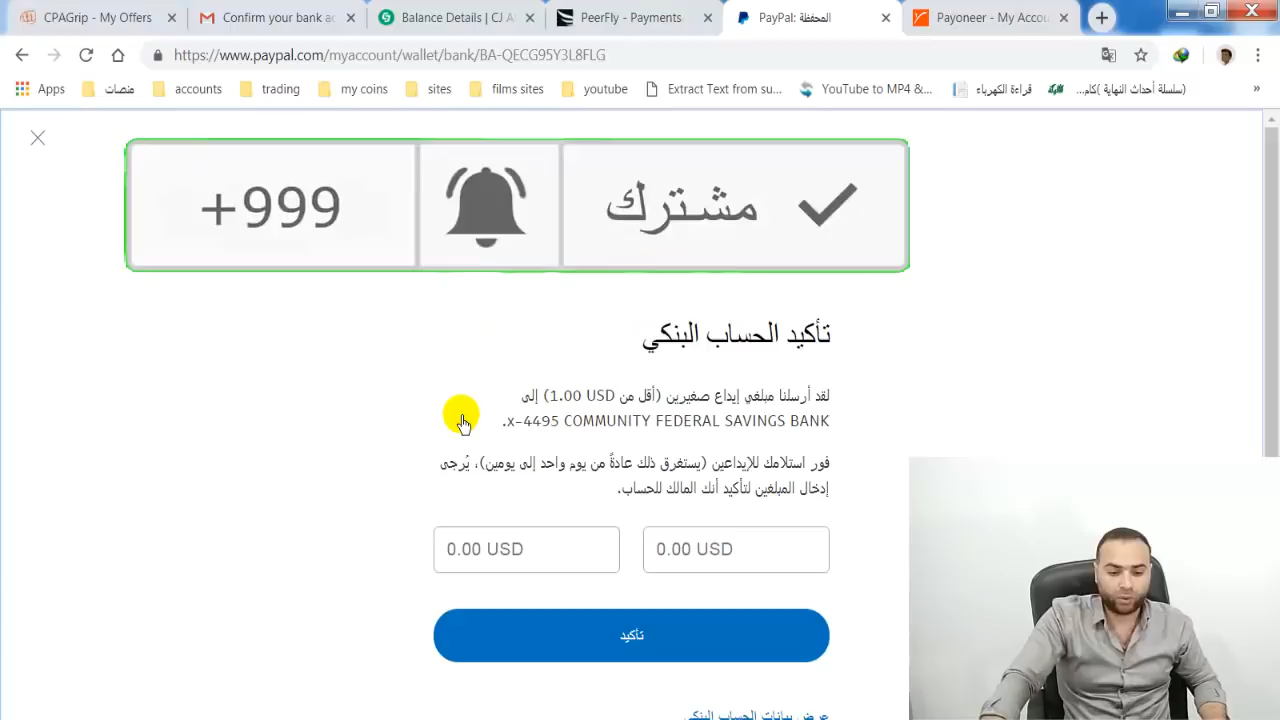 CPAGrip - My Offers
Confirm your bank ac
Balance Details | CJ A
PeerFly - Payments
PayPal: المحفظة
Payoneer - My Accou
https://www.paypal.com/myaccount/wallet/bank/BA-QECG95Y3L8FLG
Apps
منصات
accounts
trading
my coins
sites
films sites
youtube
Extract Text from su...
YouTube to MP4 &...
قراءة الكهرباء
(سلسلة أحداث النهاية )كام...
»
+999
مشترك
تأكيد الحساب البنكي
لقد أرسلنا مبلغي إيداع صغيرين (أقل من 1.00 USD) إلى
x-4495 COMMUNITY FEDERAL SAVINGS BANK.
فور استلامك للإيداعين (يستغرق ذلك عادةً من يوم واحد إلى يومين)، يُرجى
إدخال المبلغين لتأكيد أنك المالك للحساب.
0.00 USD
0.00 USD
تأكيد
عرض بيانات الحساب البنكي